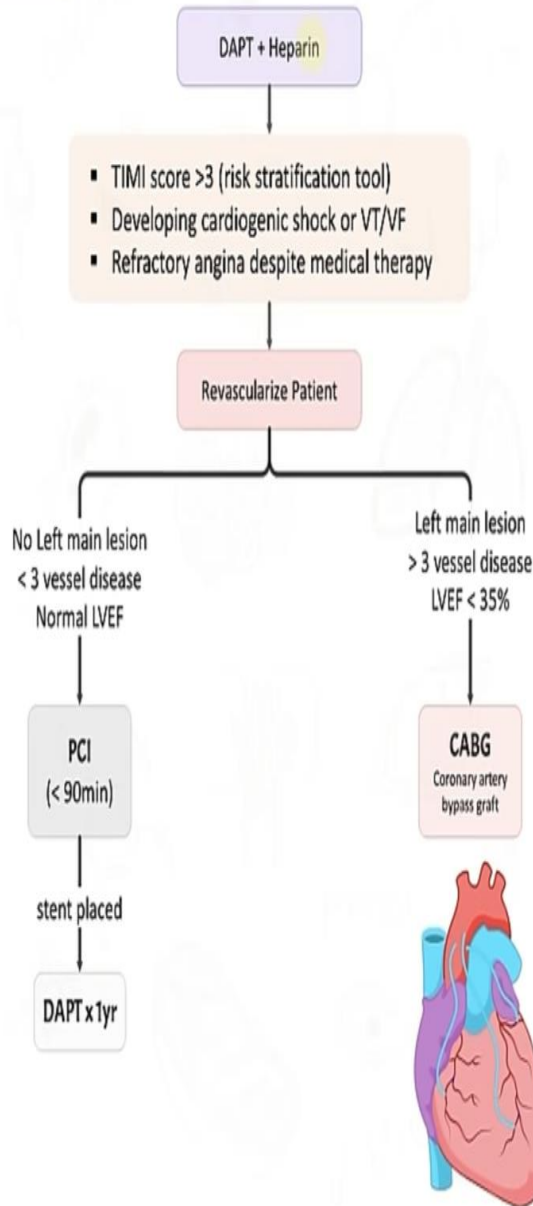 DAPT + Heparin
▪ TIMI score >3 (risk stratification tool)
▪ Developing cardiogenic shock or VT/VF
▪ Refractory angina despite medical therapy
Revascularize Patient
No Left main lesion
< 3 vessel disease
Normal LVEF
Left main lesion
> 3 vessel disease
LVEF < 35%
PCI
(< 90min)
CABG
Coronary artery
bypass graft
stent placed
DAPT x 1yr